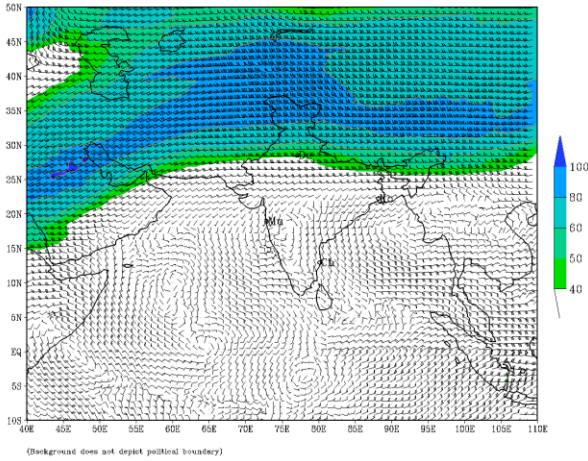 50N
45N
40N
35N
30N
25N
20N
15N
10N
5N
EQ
5S
10S
Mu
Ch
40E 45E 50E 55E 60E 65E 70E 75E 80E 85E 90E 95E 100E 105E 110E
100
80
60
50
40
(Background does not depict political boundary)